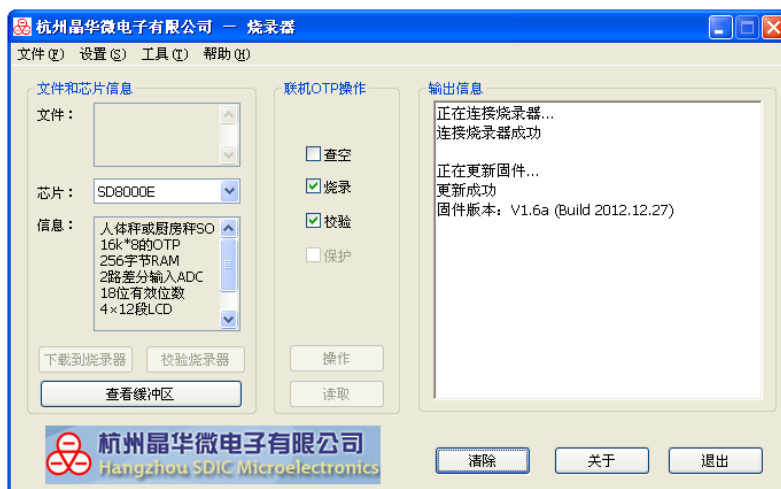 杭州晶华微电子有限公司 — 烧录器
文件(F) 设置(S) 工具(T) 帮助(H)
文件和芯片信息
文件：
芯片：
SD8000E
信息：
人体秤或厨房秤SO
16k*8的OTP
256字节RAM
2路差分输入ADC
18位有效位数
4×12段LCD
下载到烧录器
校验烧录器
查看缓冲区
联机OTP操作
查空
烧录
校验
保护
操作
读取
输出信息
正在连接烧录器...
连接烧录器成功
正在更新固件...
更新成功
固件版本：V1.6a (Build 2012.12.27)
杭州晶华微电子有限公司
Hangzhou SDIC Microelectronics
清除
关于
退出